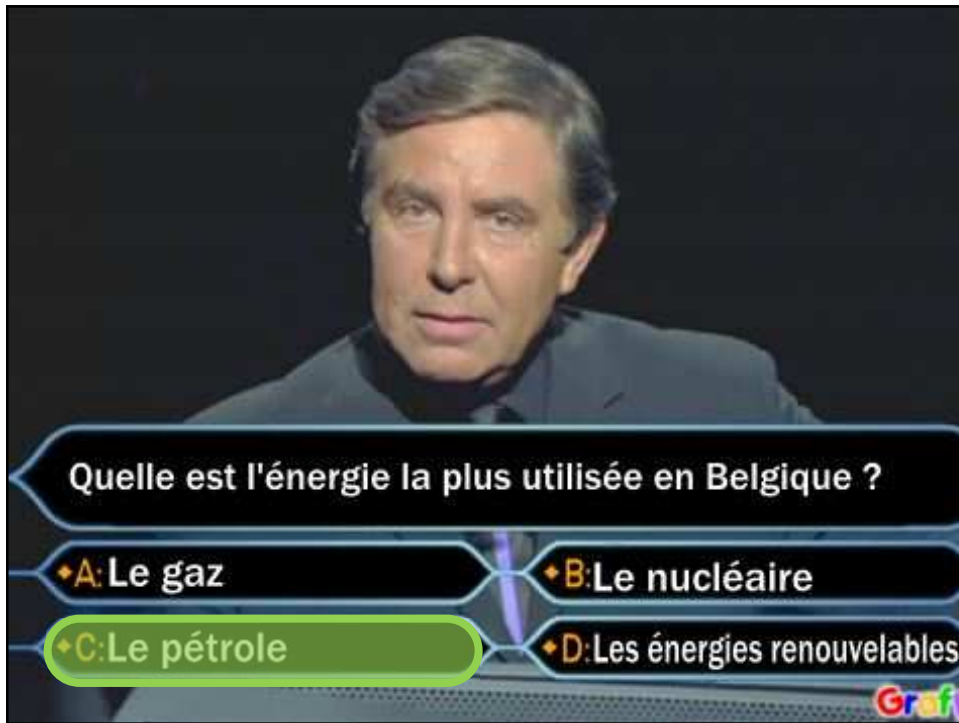 Quelle est l'énergie la plus utilisée en Belgique ?
A: Le gaz
B: Le nucléaire
C: Le pétrole
D: Les énergies renouvelables